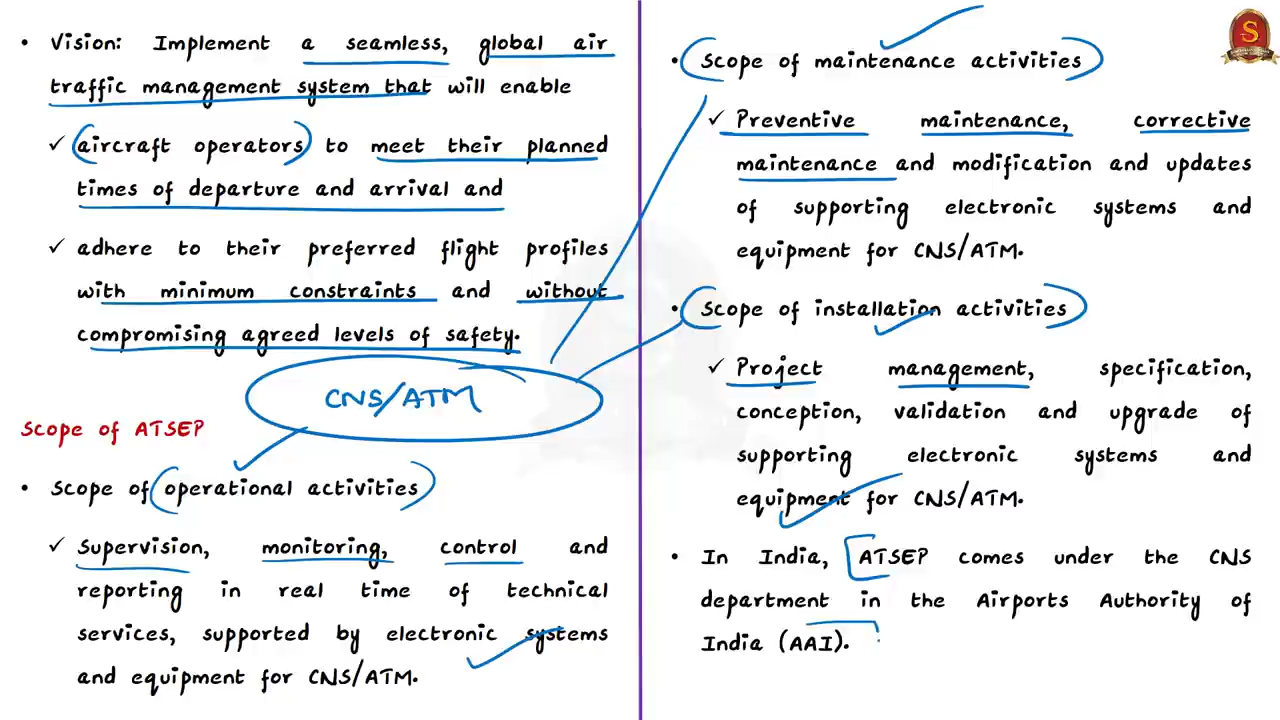 • Vision: Implement a seamless, global air
traffic management system that will enable
✓ aircraft operators to meet their planned
times of departure and arrival and
✓ adhere to their preferred flight profiles
with minimum constraints and without
compromising agreed levels of safety.
CNS/ATM
Scope of ATSEP
• Scope of operational activities
✓ Supervision, monitoring, control and
reporting in real time of technical
services, supported by electronic systems
and equipment for CNS/ATM.
• Scope of maintenance activities
✓ Preventive maintenance, corrective
maintenance and modification and updates
of supporting electronic systems and
equipment for CNS/ATM.
• Scope of installation activities
✓ Project management, specification,
conception, validation and upgrade of
supporting electronic systems and
equipment for CNS/ATM.
• In India, ATSEP comes under the CNS
department in the Airports Authority of
India (AAI).
S